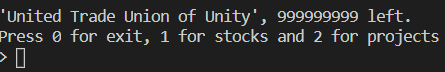 'United Trade Union of Unity', 999999999 left.
Press 0 for exit, 1 for stocks and 2 for projects
>